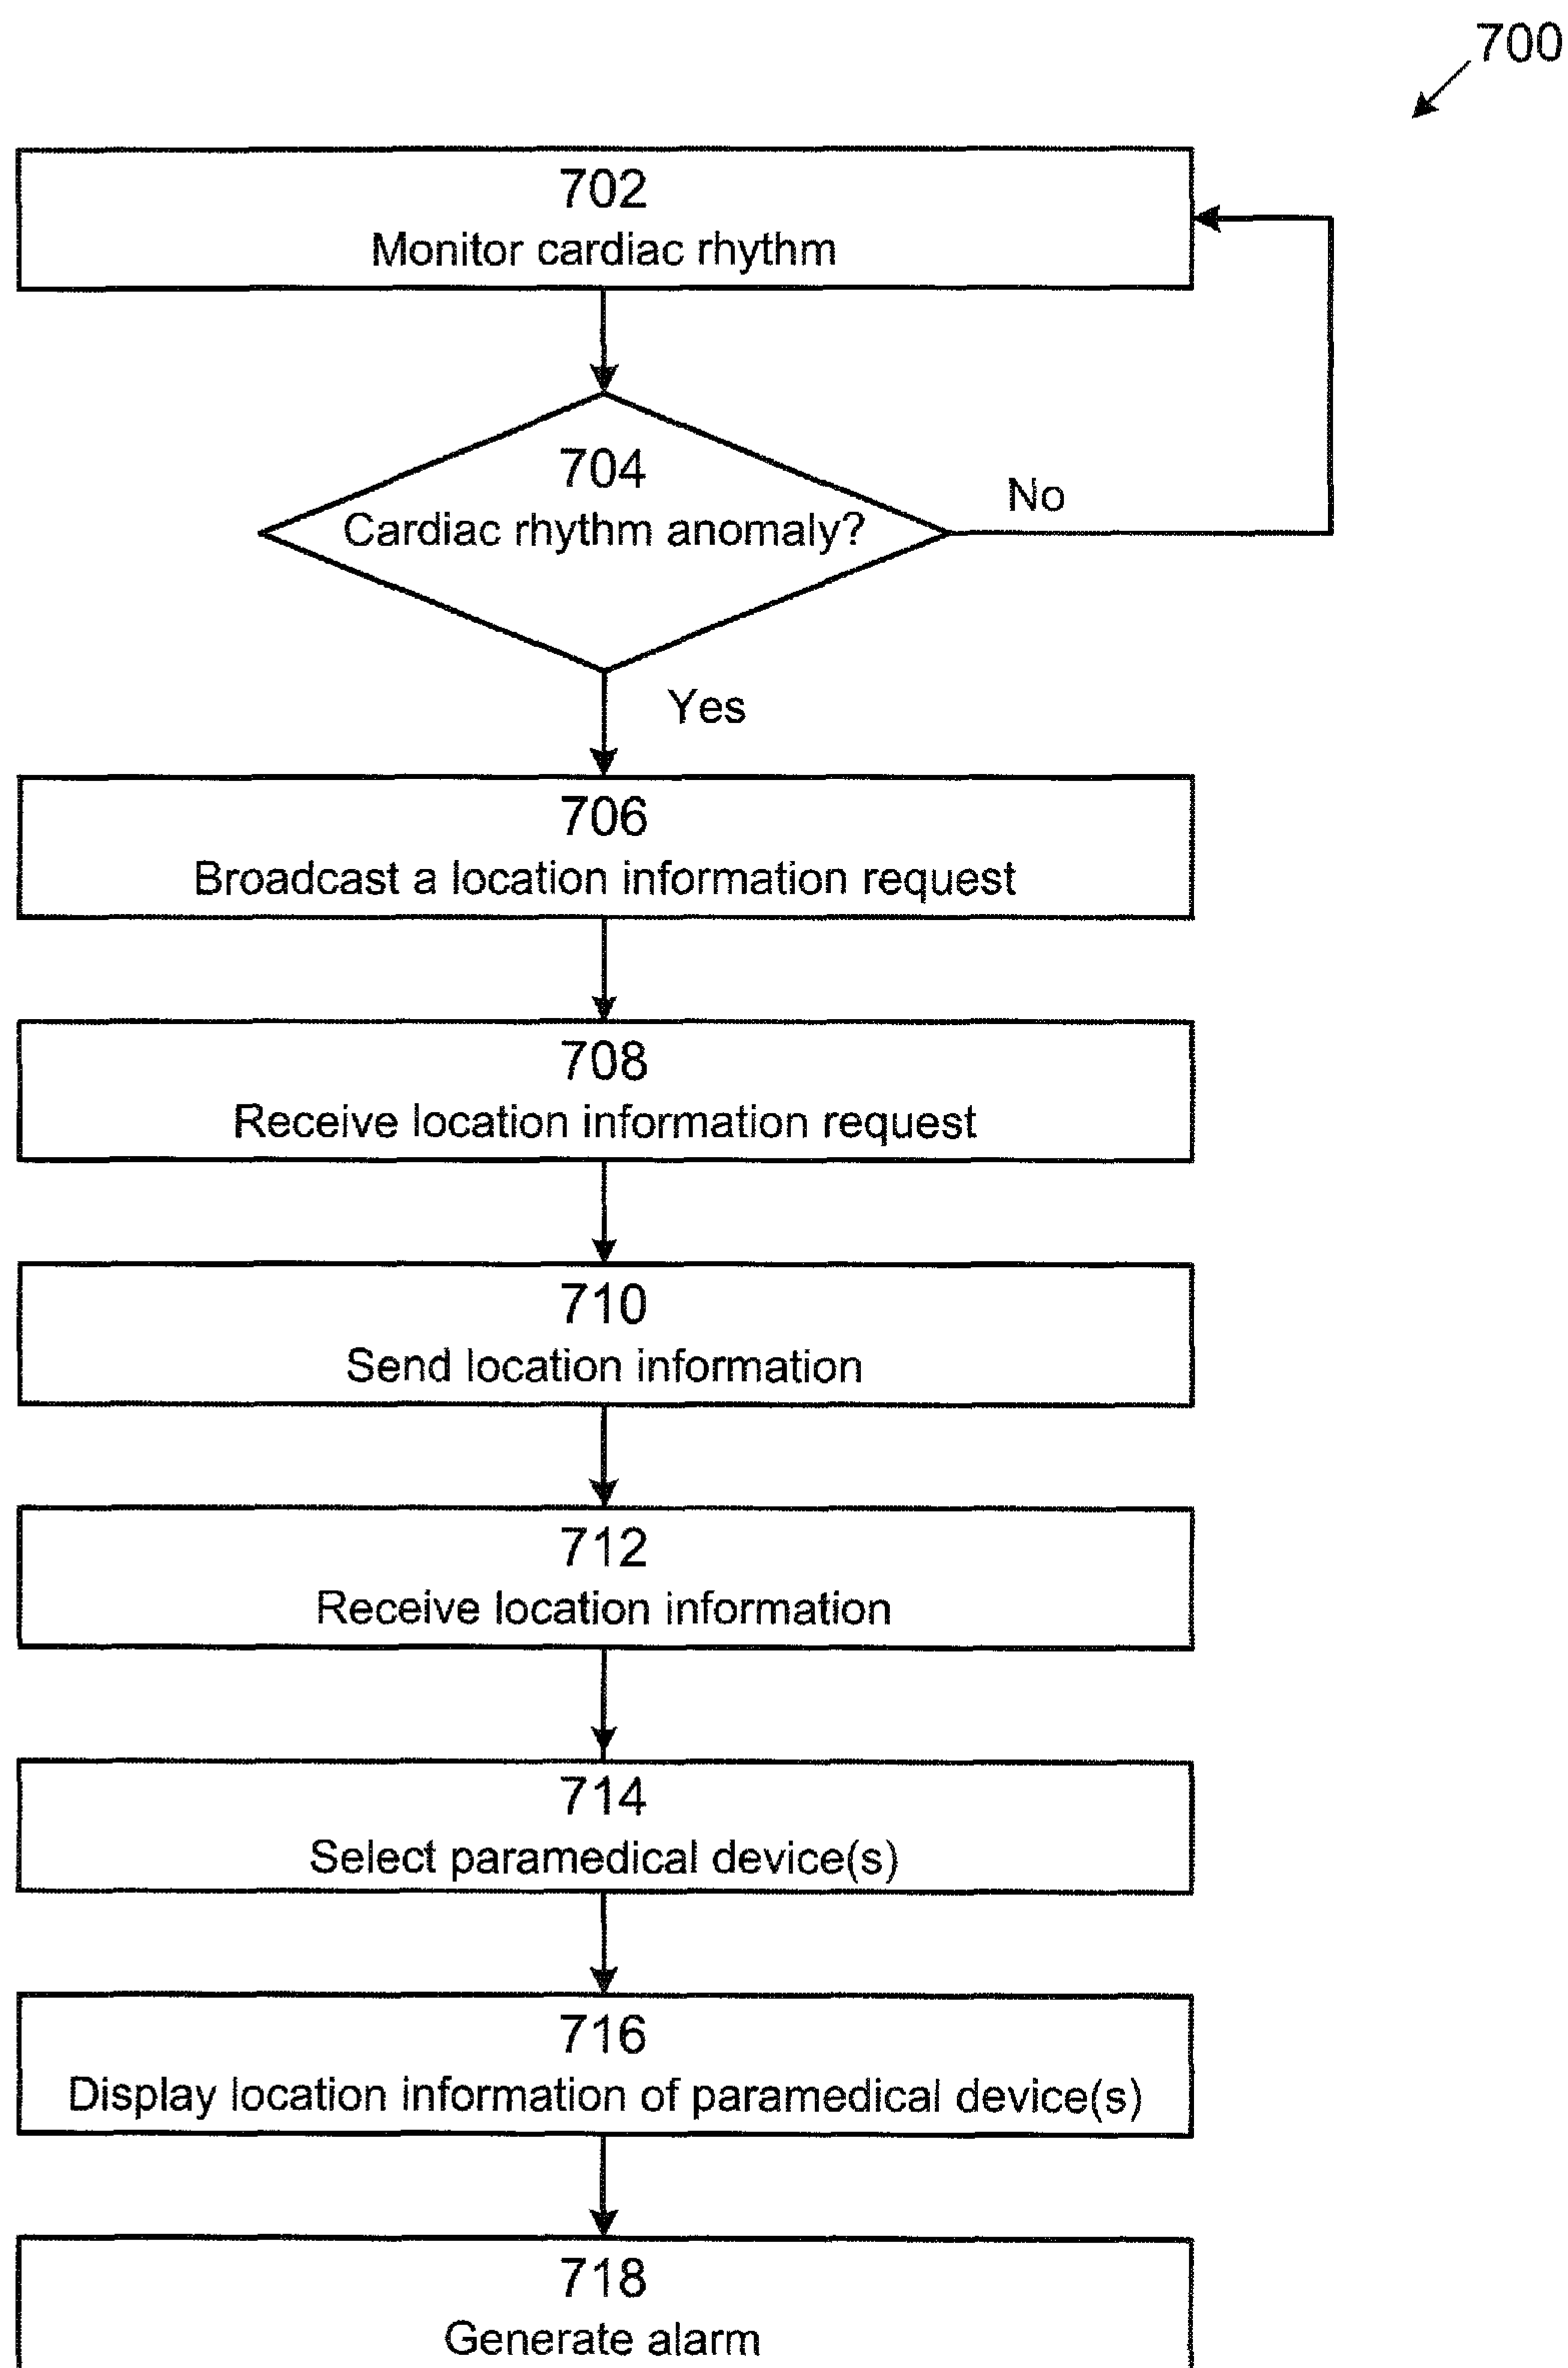 700
702
Monitor cardiac rhythm
704
Cardiac rhythm anomaly?
No
Yes
706
Broadcast a location information request
708
Receive location information request
710
Send location information
712
Receive location information
714
Select paramedical device(s)
716
Display location information of paramedical device(s)
718
Generate alarm